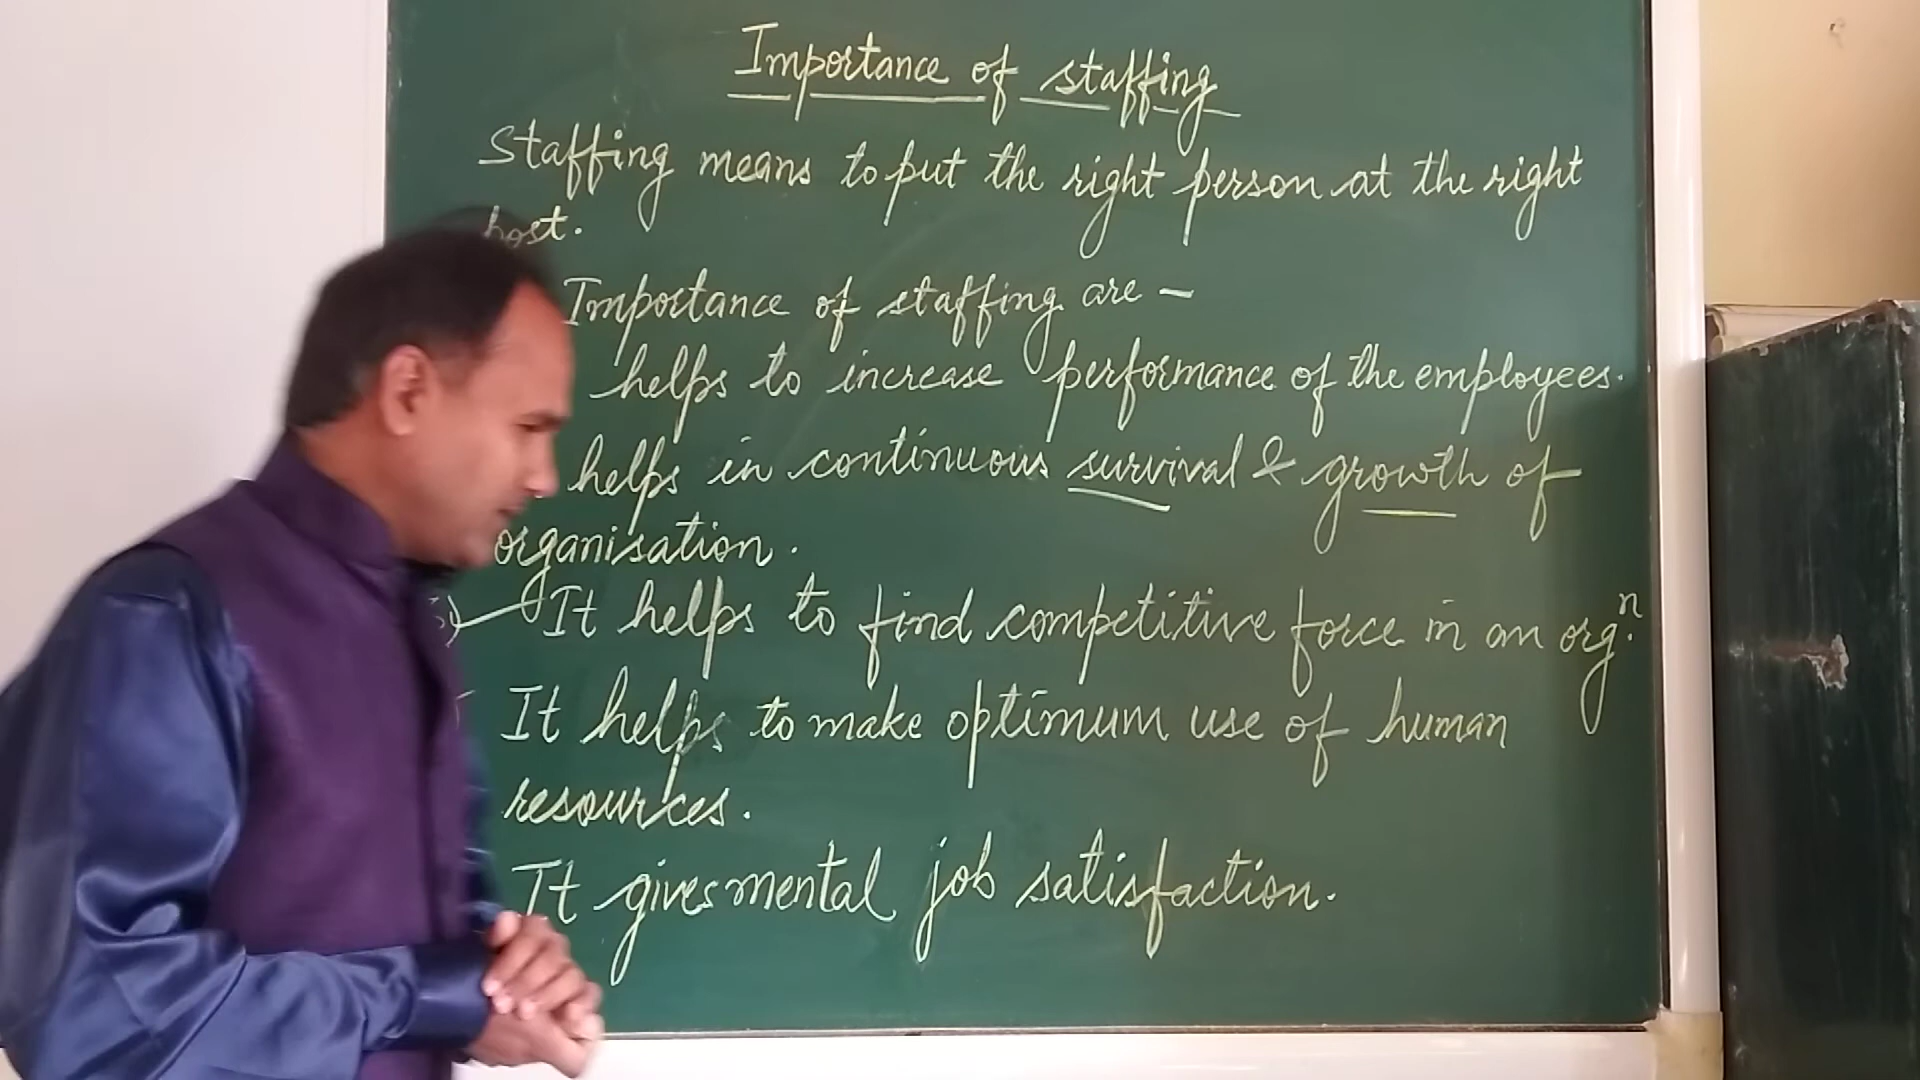 Importance of staffing
Staffing means to put the right person at the right
post.
Importance of staffing are -
helps to increase performance of the employees.
helps in continuous survival & growth of
organisation.
It helps to find competitive force in an orgn.
It helps to make optimum use of human
resources.
It gives mental job satisfaction.